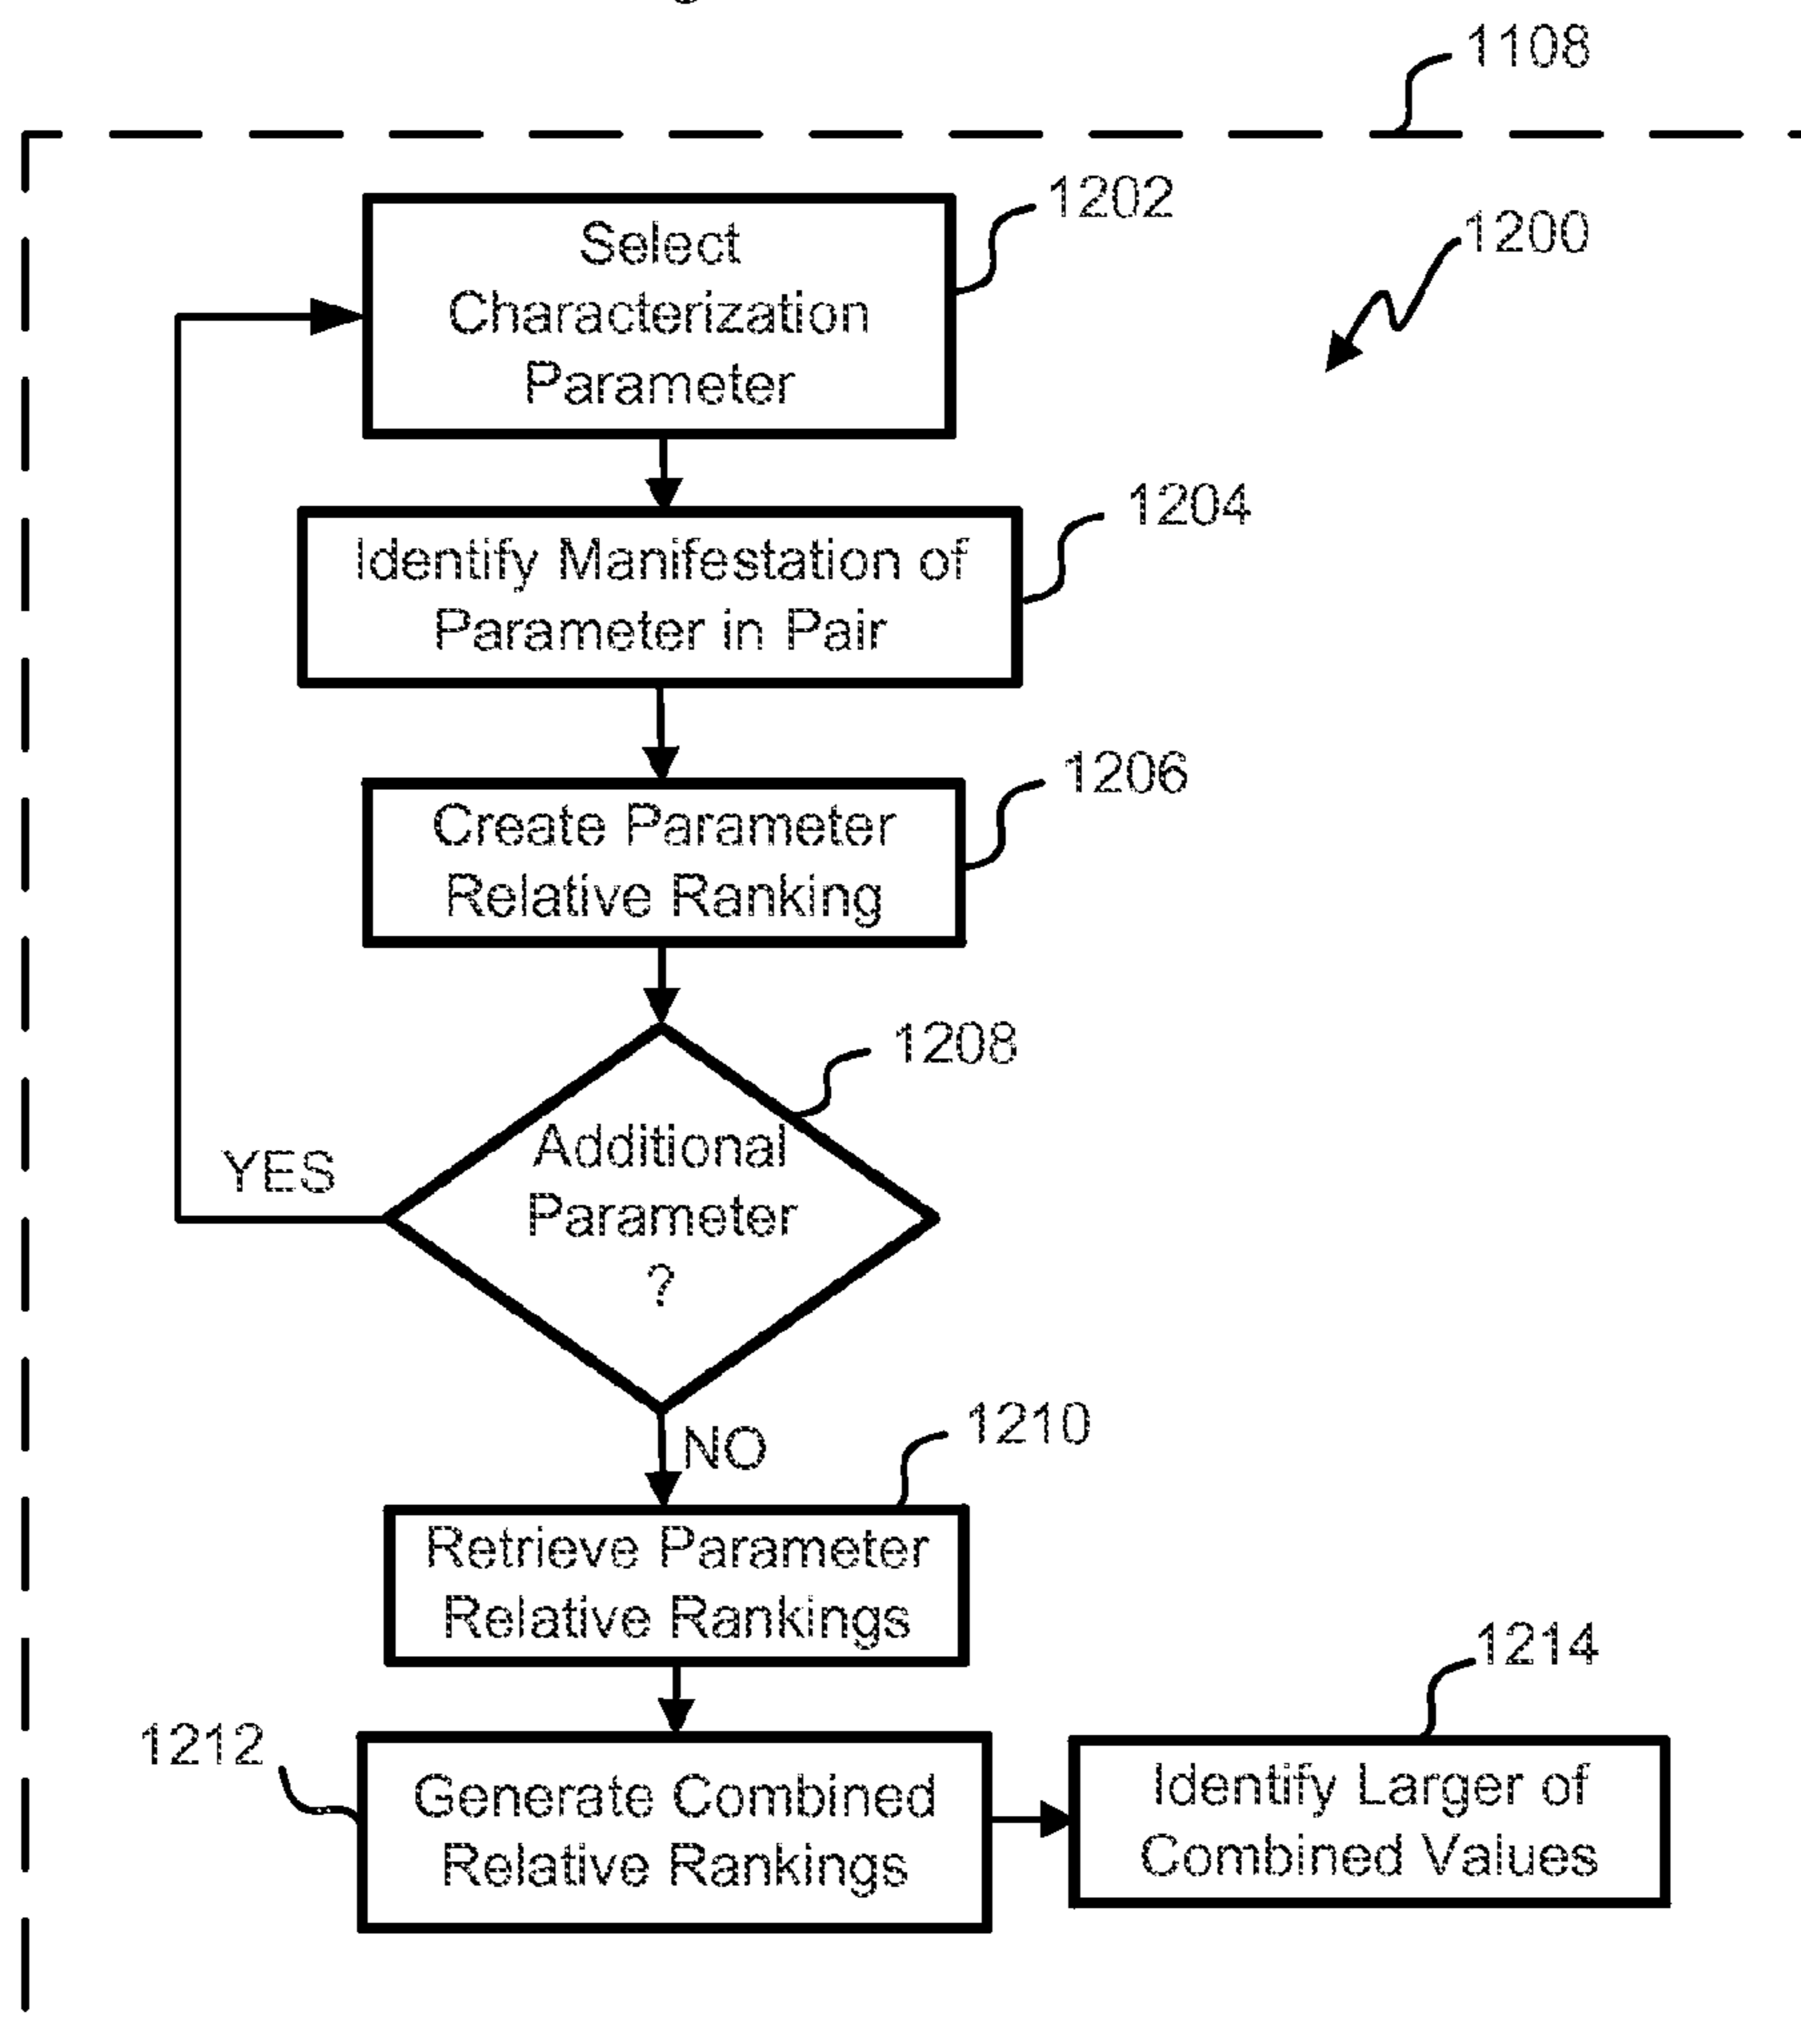 1108
1202
1200
Select
Characterization
Parameter
1204
Identify Manifestation of
Parameter in Pair
1206
Create Parameter
Relative Ranking
1208
Additional
Parameter
?
YES
NO
1210
Retrieve Parameter
Relative Rankings
1214
1212
Generate Combined
Relative Rankings
Identify Larger of
Combined Values